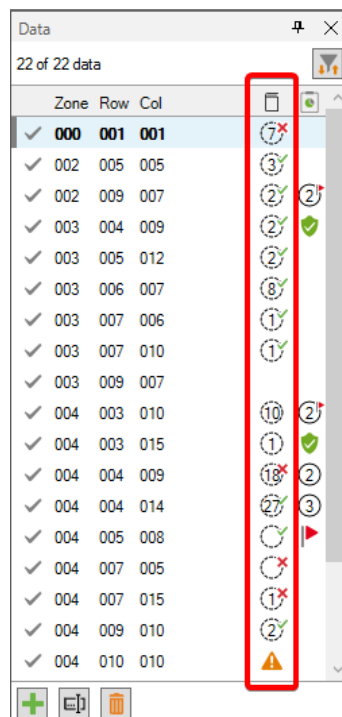 Data
22 of 22 data
Zone Row Col
000 001 001 7
002 005 005 3
002 009 007 2 2
003 004 009 2
003 005 012 2
003 006 007 8
003 007 006 1
003 007 010 1
003 009 007
004 003 010 10 2
004 003 015 1
004 004 009 18 2
004 004 014 27 3
004 005 008
004 007 005
004 007 015 1
004 009 010 2
004 010 010